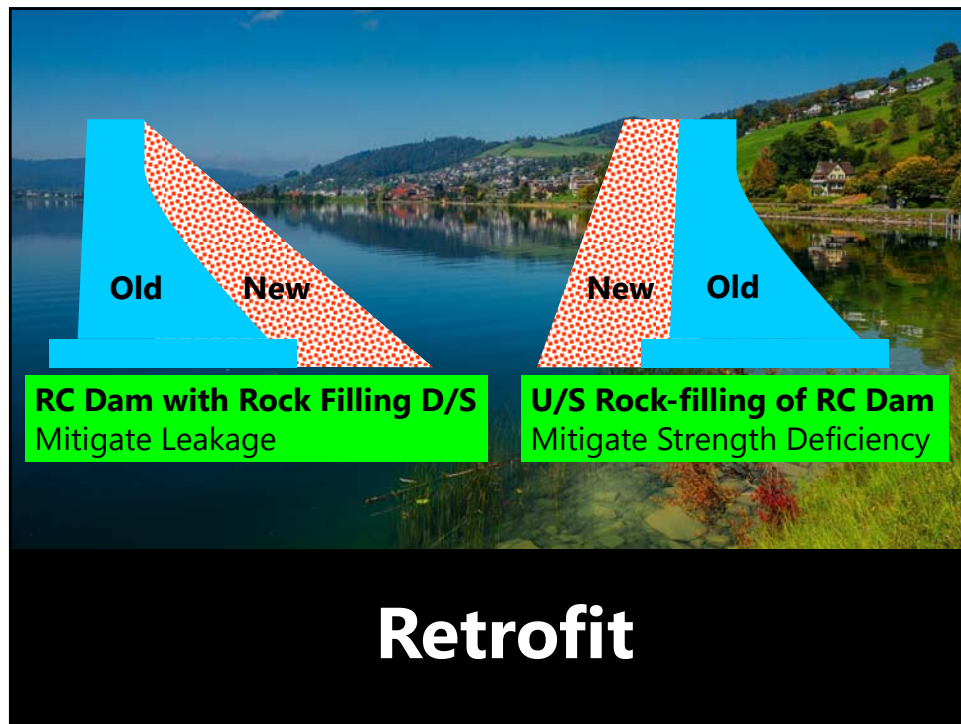 Old
New
RC Dam with Rock Filling D/S
Mitigate Leakage
New
Old
U/S Rock-filling of RC Dam
Mitigate Strength Deficiency
Retrofit